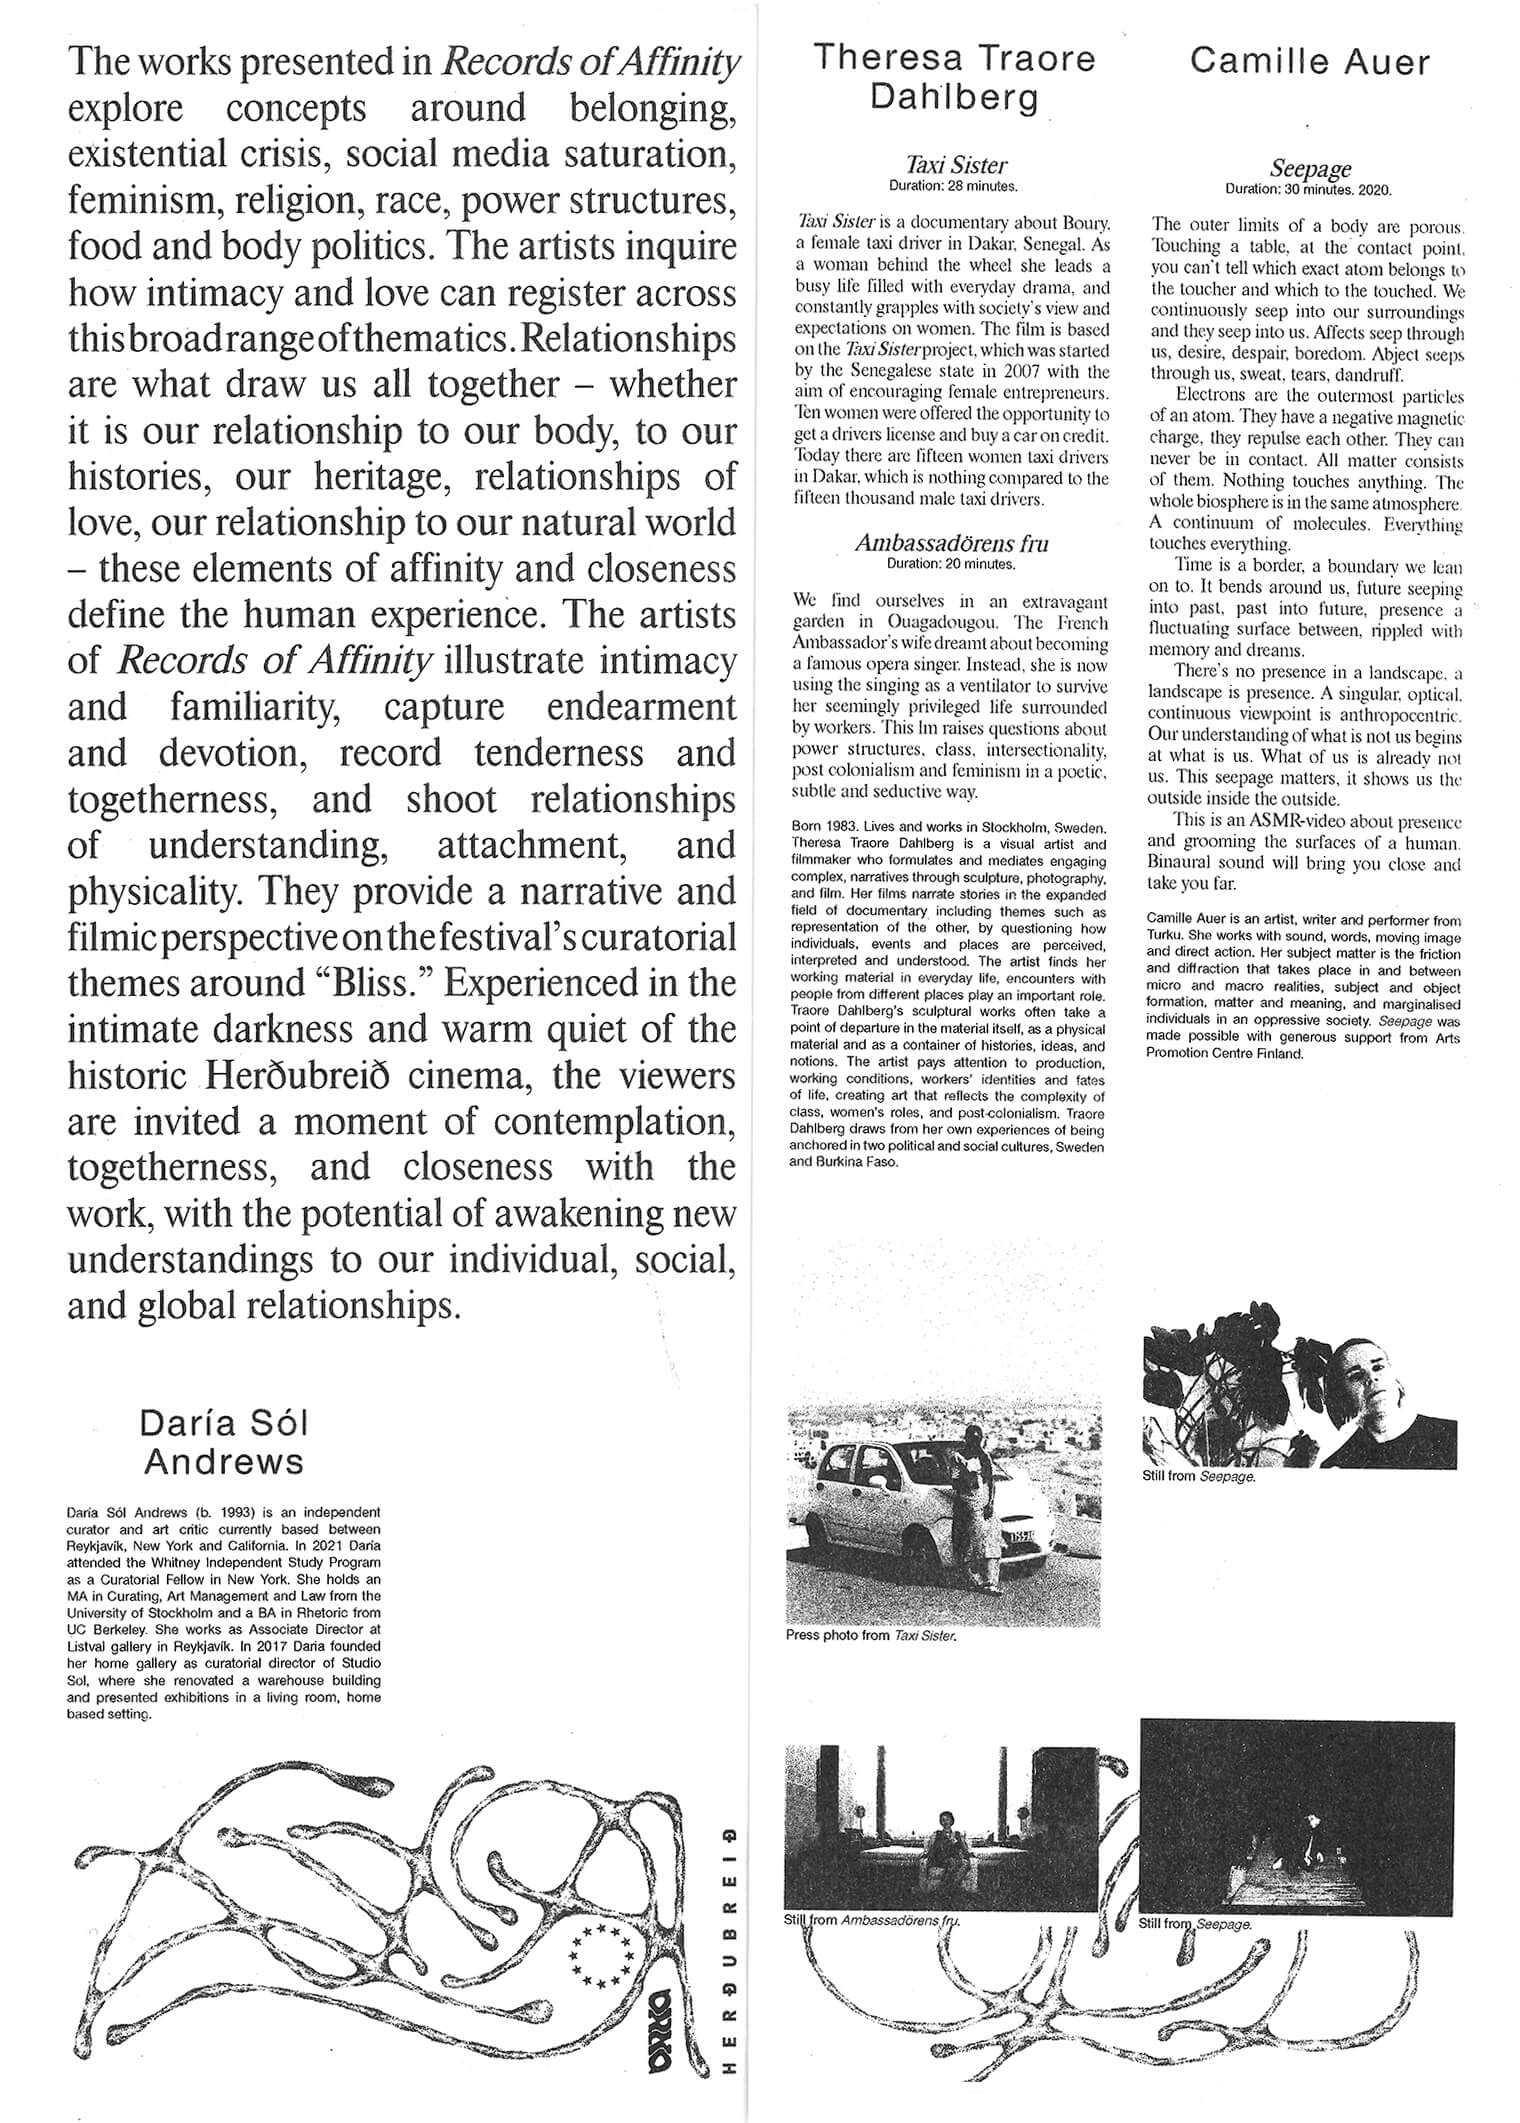 The works presented in Records of Affinity
explore concepts around belonging,
existential crisis, social media saturation,
feminism, religion, race, power structures,
food and body politics. The artists inquire
how intimacy and love can register across
this broad range of thematics. Relationships
are what draw us all together – whether
it is our relationship to our body, to our
histories, our heritage, relationships of
love, our relationship to our natural world
– these elements of affinity and closeness
define the human experience. The artists
of Records of Affinity illustrate intimacy
and familiarity, capture endearment
and devotion, record tenderness and
togetherness, and shoot relationships
of understanding, attachment, and
physicality. They provide a narrative and
filmic perspective on the festival's curatorial
themes around “Bliss.” Experienced in the
intimate darkness and warm quiet of the
historic Herðubreið cinema, the viewers
are invited a moment of contemplation,
togetherness, and closeness with the
work, with the potential of awakening new
understandings to our individual, social,
and global relationships.
Daría Sól
Andrews
Daría Sól Andrews (b. 1993) is an independent
curator and art critic currently based between
Reykjavík, New York and California. In 2021 Daría
attended the Whitney Independent Study Program
as a Curatorial Fellow in New York. She holds an
MA in Curating, Art Management and Law from the
University of Stockholm and a BA in Rhetoric from
UC Berkeley. She works as Associate Director at
Listval gallery in Reykjavík. In 2017 Daria founded
her home gallery as curatorial director of Studio
Sol, where she renovated a warehouse building
and presented exhibitions in a living room, home
based setting.
HERÐUBREIÐ
Theresa Traore
Dahlberg
Taxi Sister
Duration: 28 minutes.
Taxi Sister is a documentary about Boury,
a female taxi driver in Dakar, Senegal. As
a woman behind the wheel she leads a
busy life filled with everyday drama, and
constantly grapples with society's view and
expectations on women. The film is based
on the Taxi Sister project, which was started
by the Senegalese state in 2007 with the
aim of encouraging female entrepreneurs.
Ten women were offered the opportunity to
get a drivers license and buy a car on credit.
Today there are fifteen women taxi drivers
in Dakar, which is nothing compared to the
fifteen thousand male taxi drivers.
Ambassadörens fru
Duration: 20 minutes.
We find ourselves in an extravagant
garden in Ouagadougou. The French
Ambassador's wife dreamt about becoming
a famous opera singer. Instead, she is now
using the singing as a ventilator to survive
her seemingly privileged life surrounded
by workers. This lm raises questions about
power structures, class, intersectionality,
post colonialism and feminism in a poetic,
subtle and seductive way.
Born 1983. Lives and works in Stockholm, Sweden.
Theresa Traore Dahlberg is a visual artist and
filmmaker who formulates and mediates engaging
complex, narratives through sculpture, photography,
and film. Her films narrate stories in the expanded
field of documentary including themes such as
representation of the other, by questioning how
individuals, events and places are perceived,
interpreted and understood. The artist finds her
working material in everyday life, encounters with
people from different places play an important role.
Traore Dahlberg's sculptural works often take a
point of departure in the material itself, as a physical
material and as a container of histories, ideas, and
notions. The artist pays attention to production,
working conditions, workers' identities and fates
of life, creating art that reflects the complexity of
class, women's roles, and post-colonialism. Traore
Dahlberg draws from her own experiences of being
anchored in two political and social cultures, Sweden
and Burkina Faso.
Press photo from Taxi Sister.
Still from Ambassadörens fru.
Camille Auer
Seepage
Duration: 30 minutes. 2020.
The outer limits of a body are porous.
Touching a table, at the contact point,
you can't tell which exact atom belongs to
the toucher and which to the touched. We
continuously seep into our surroundings
and they seep into us. Affects seep through
us, desire, despair, boredom. Abject seeps
through us, sweat, tears, dandruff.
Electrons are the outermost particles
of an atom. They have a negative magnetic
charge, they repulse each other. They can
never be in contact. All matter consists
of them. Nothing touches anything. The
whole biosphere is in the same atmosphere.
A continuum of molecules. Everything
touches everything.
Time is a border, a boundary we lean
on to. It bends around us, future seeping
into past, past into future, presence a
fluctuating surface between, rippled with
memory and dreams.
There's no presence in a landscape, a
landscape is presence. A singular, optical,
continuous viewpoint is anthropocentric.
Our understanding of what is not us begins
at what is us. What of us is already not
us. This seepage matters, it shows us the
outside inside the outside.
This is an ASMR-video about presence
and grooming the surfaces of a human.
Binaural sound will bring you close and
take you far.
Camille Auer is an artist, writer and performer from
Turku. She works with sound, words, moving image
and direct action. Her subject matter is the friction
and diffraction that takes place in and between
micro and macro realities, subject and object
formation, matter and meaning, and marginalised
individuals in an oppressive society. Seepage was
made possible with generous support from Arts
Promotion Centre Finland.
Still from Seepage.
Still from Seepage.